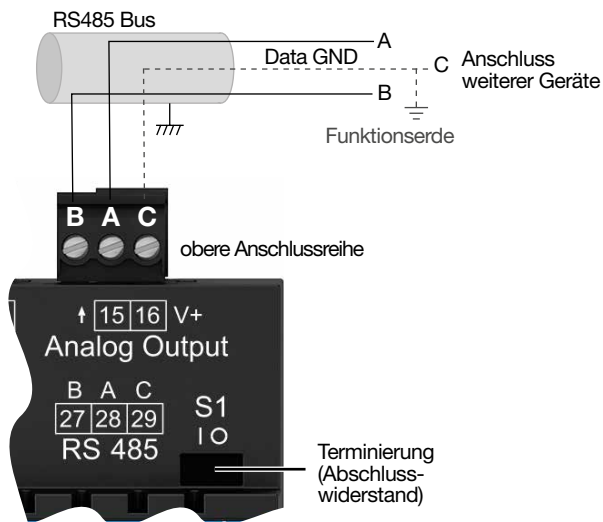 RS485 Bus
A
Data GND
C Anschluss
weiterer Geräte
B
Funktionserde
B A C
obere Anschlussreihe
15 16 V+
Analog Output
B A C
27 28 29
S1
I O
RS 485
Terminierung
(Abschluss-
widerstand)